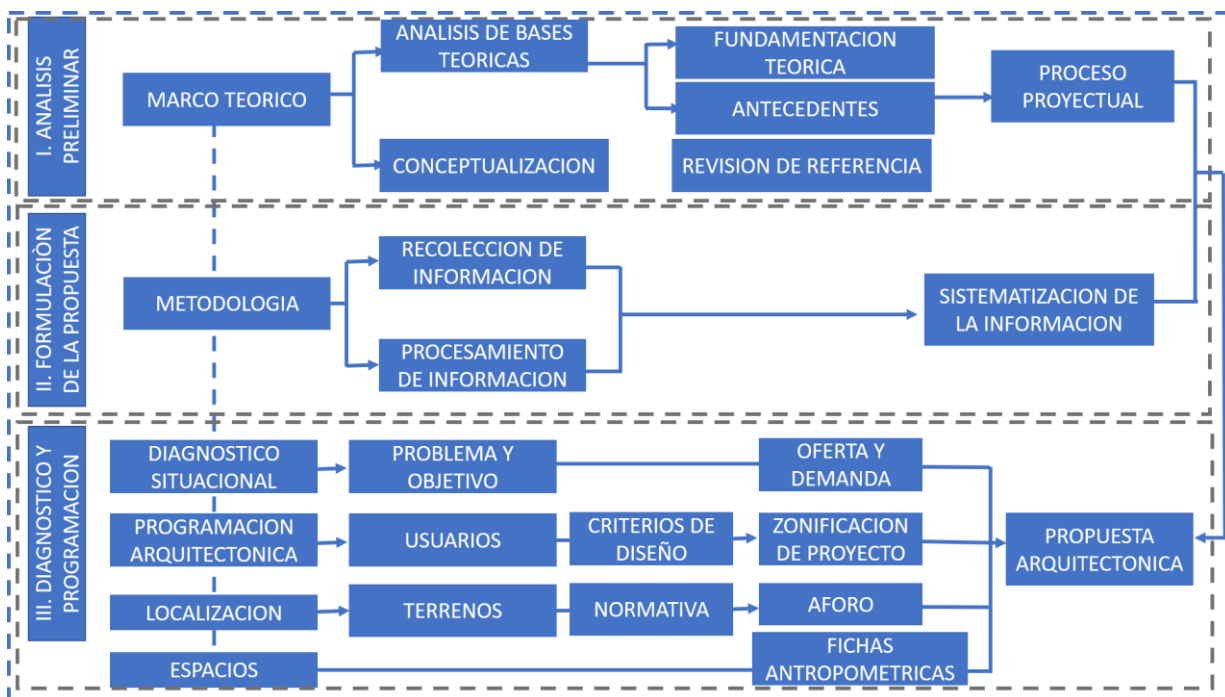 I. ANALISIS
PRELIMINAR
MARCO TEORICO
ANALISIS DE BASES
TEORICAS
CONCEPTUALIZACION
FUNDAMENTACION
TEORICA
ANTECEDENTES
REVISION DE REFERENCIA
PROCESO
PROYECTUAL
II. FORMULACIÒN
DE LA PROPUESTA
METODOLOGIA
RECOLECCION DE
INFORMACION
PROCESAMIENTO
DE INFORMACION
SISTEMATIZACION DE
LA INFORMACION
III. DIAGNOSTICO Y
PROGRAMACION
DIAGNOSTICO
SITUACIONAL
PROBLEMA Y
OBJETIVO
OFERTA Y
DEMANDA
PROGRAMACION
ARQUITECTONICA
USUARIOS
CRITERIOS DE
DISEÑO
ZONIFICACION
DE PROYECTO
LOCALIZACION
TERRENOS
NORMATIVA
AFORO
ESPACIOS
FICHAS
ANTROPOMETRICAS
PROPUESTA
ARQUITECTONICA